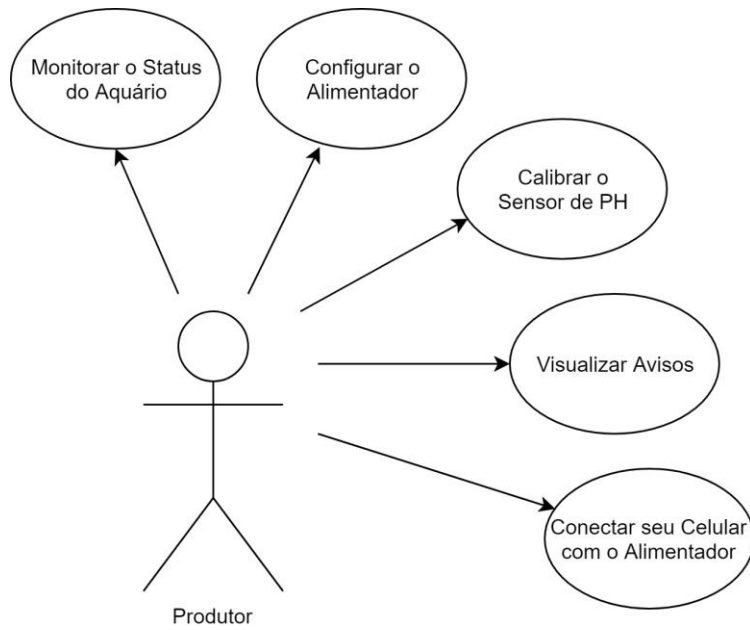 Monitorar o Status
do Aquário
Configurar o
Alimentador
Calibrar o
Sensor de PH
Visualizar Avisos
Conectar seu Celular
com o Alimentador
Produtor